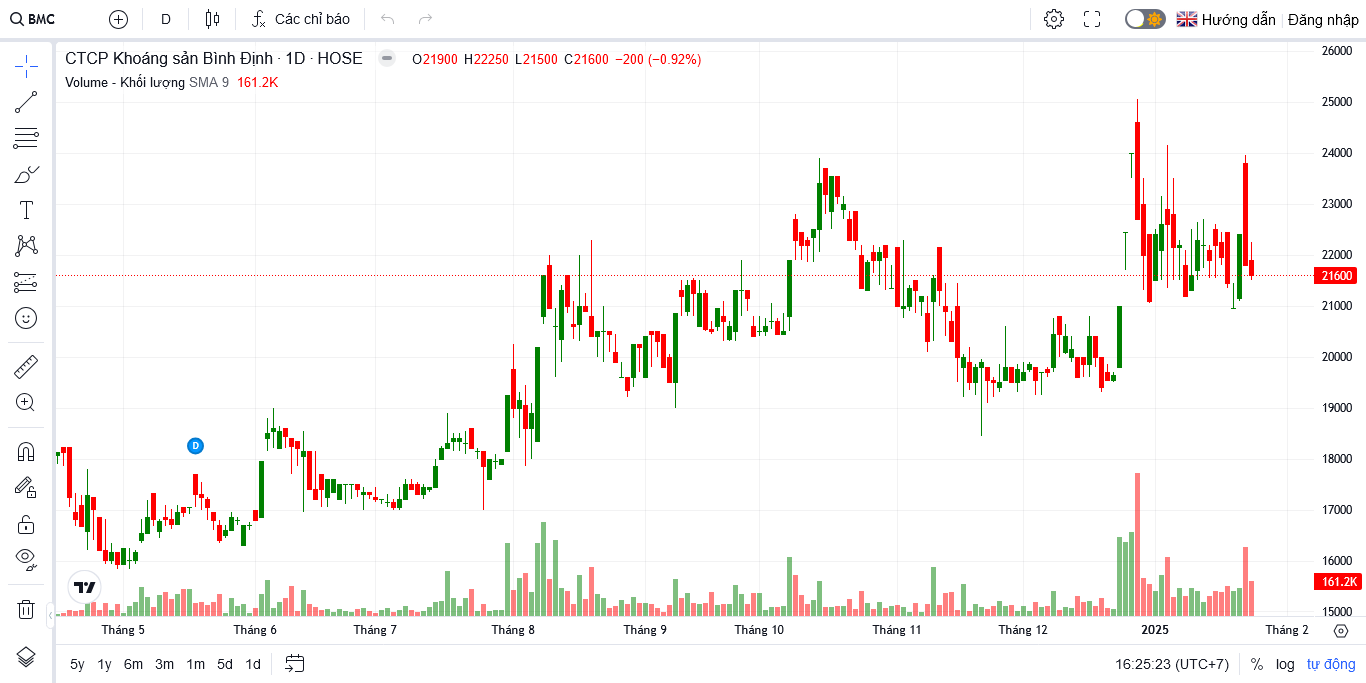 BMC D Các chỉ báo Hướng dẫn Đăng nhập
CTCP Khoáng sản Bình Định · 1D · HOSE O21900 H22250 L21500 C21600 −200 (−0.92%)
Volume - Khối lượng SMA 9 161.2K
26000
25000
24000
23000
22000
21600
21000
20000
19000
18000
17000
16000
161.2K
15000
D
Tháng 5 Tháng 6 Tháng 7 Tháng 8 Tháng 9 Tháng 10 Tháng 11 Tháng 12 2025 Tháng 2
5y 1y 6m 3m 1m 5d 1d 16:25:23 (UTC+7) % log tự động